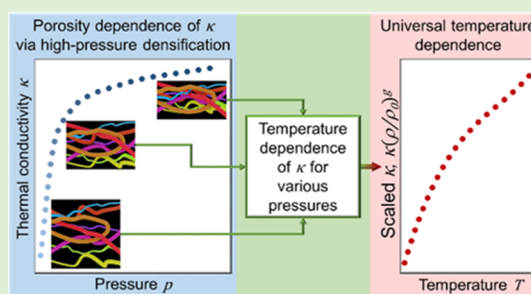 Porosity dependence of κ
via high-pressure densification
Thermal conductivity κ
Pressure p
Temperature
dependence
of κ for
various
pressures
Universal temperature
dependence
Scaled κ, κ(ρ/ρ₀)ᵍ
Temperature T